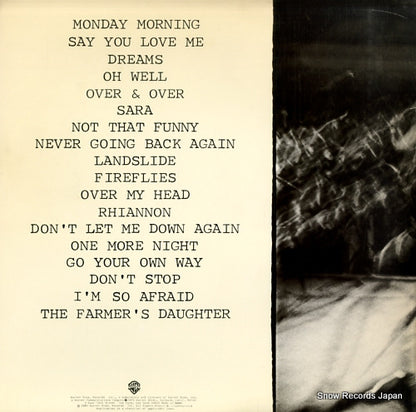 MONDAY MORNING
SAY YOU LOVE ME
DREAMS
OH WELL
OVER & OVER
SARA
NOT THAT FUNNY
NEVER GOING BACK AGAIN
LANDSLIDE
FIREFLIES
OVER MY HEAD
RHIANNON
DON'T LET ME DOWN AGAIN
ONE MORE NIGHT
GO YOUR OWN WAY
DON'T STOP
I'M SO AFRAID
THE FARMER'S DAUGHTER
Snow Records Japan